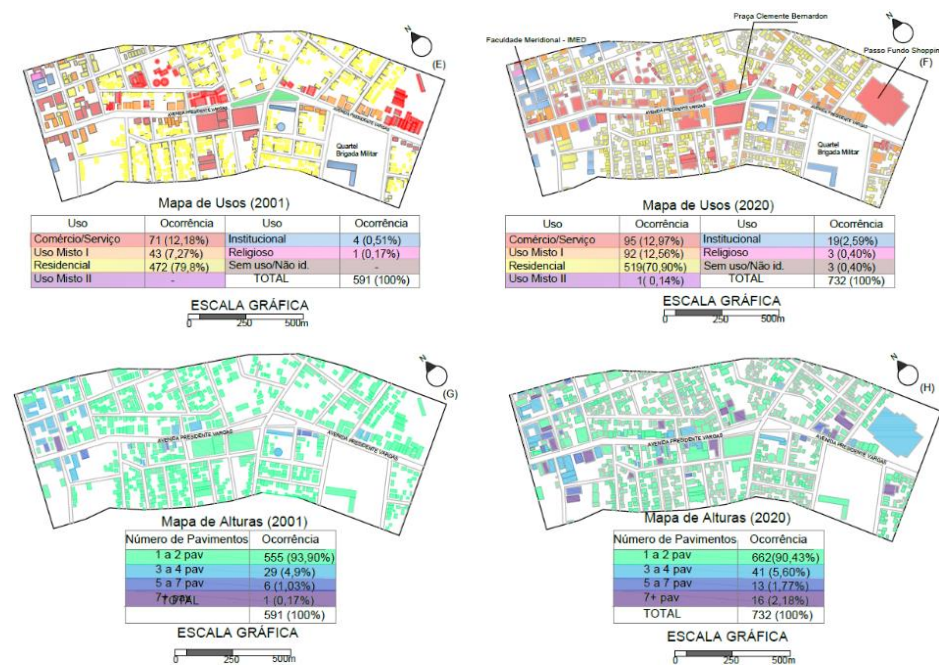 N
(E)
AVENIDA PRESIDENTE VARGAS
PRESIDENTE VARGAS
Quartel
Brigada Militar
Mapa de Usos (2001)
Uso Ocorrência Uso Ocorrência
Comércio/Serviço 71 (12,18%) Institucional 4 (0,51%)
Uso Misto I 43 (7,27%) Religioso 1 (0,17%)
Residencial 472 (79,8%) Sem uso/Não id. -
Uso Misto II - TOTAL 591 (100%)
ESCALA GRÁFICA
0 250 500m
Praça Clemente Bernardon
N
Faculdade Meridional - IMED
Passo Fundo Shoppin
(F)
AVENIDA PRESIDENTE VARGAS
PRESIDENTE VARGAS
Quartel
Brigada Militar
Mapa de Usos (2020)
Uso Ocorrência Uso Ocorrência
Comércio/Serviço 95 (12,97%) Institucional 19(2,59%)
Uso Misto I 92 (12,56%) Religioso 3 (0,40%)
Residencial 519(70,90%) Sem uso/Não id. 3 (0,40%)
Uso Misto II 1( 0,14%) TOTAL 732 (100%)
ESCALA GRÁFICA
0 250 500m
N
(G)
AVENIDA PRESIDENTE VARGAS
AVENIDA PRESIDENTE VARGAS
Mapa de Alturas (2001)
Número de Pavimentos Ocorrência
1 a 2 pav 555 (93,90%)
3 a 4 pav 29 (4,9%)
5 a 7 pav 6 (1,03%)
7+ pav TOTAL 1 (0,17%)
591 (100%)
ESCALA GRÁFICA
0 250 500m
N
(H)
AVENIDA PRESIDENTE VARGAS
AVENIDA PRESIDENTE VARGAS
Mapa de Alturas (2020)
Número de Pavimentos Ocorrência
1 a 2 pav 662(90,43%)
3 a 4 pav 41 (5,60%)
5 a 7 pav 13 (1,77%)
7+ pav 16 (2,18%)
TOTAL 732 (100%)
ESCALA GRÁFICA
0 250 500m